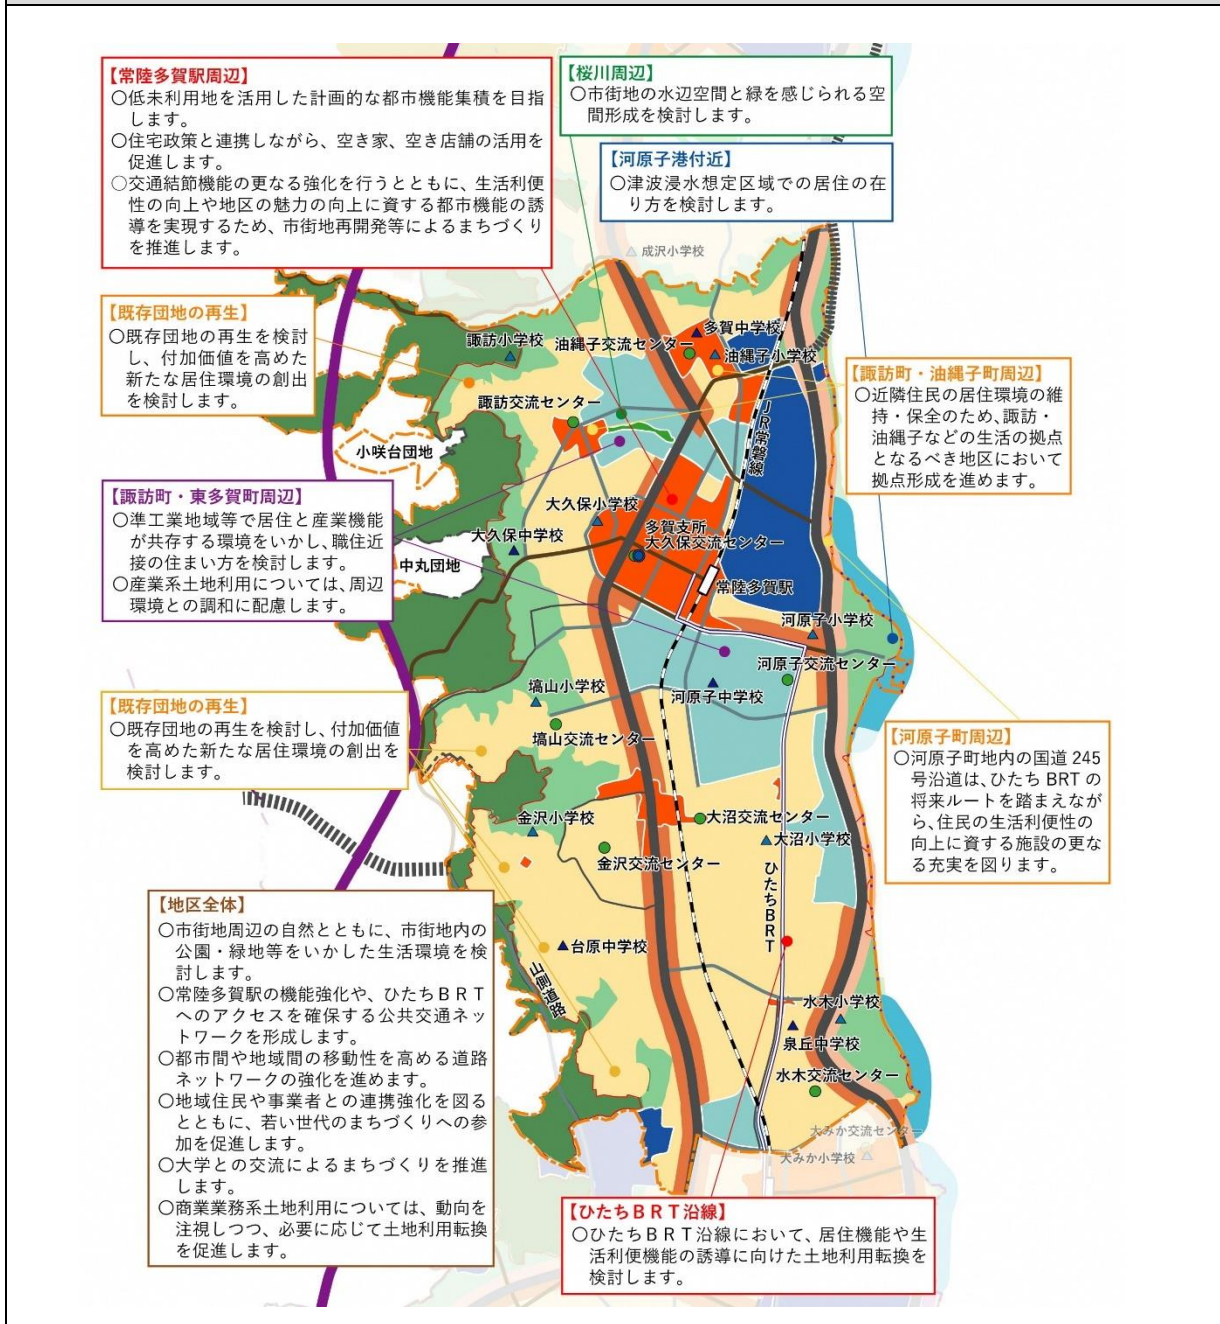 【常陸多賀駅周辺】
○低未利用地を活用した計画的な都市機能集積を目指
します。
○住宅政策と連携しながら、空き家、空き店舗の活用を
促進します。
○交通結節機能の更なる強化を行うとともに、生活利便
性の向上や地区の魅力の向上に資する都市機能の誘
導を実現するため、市街地再開発等によるまちづくり
を推進します。
【桜川周辺】
○市街地の水辺空間と緑を感じられる空
間形成を検討します。
【河原子港付近】
○津波浸水想定区域での居住の在
り方を検討します。
成沢小学校
【既存団地の再生】
○既存団地の再生を検討
し、付加価値を高めた
新たな居住環境の創出
を検討します。
諏訪小学校
油縄子交流センター
多賀中学校
油縄子小学校
諏訪交流センター
JR常磐線
【諏訪町・油縄子町周辺】
○近隣住民の居住環境の維
持・保全のため、諏訪・
油縄子などの生活の拠点
となるべき地区において
拠点形成を進めます。
小咲台団地
【諏訪町・東多賀町周辺】
○準工業地域等で居住と産業機能
が共存する環境をいかし、職住近
接の住まい方を検討します。
○産業系土地利用については、周辺
環境との調和に配慮します。
大久保小学校
大久保中学校
多賀支所
大久保交流センター
中丸団地
常陸多賀駅
河原子小学校
河原子交流センター
河原子中学校
塙山小学校
塙山交流センター
【既存団地の再生】
○既存団地の再生を検討し、付加価値
を高めた新たな居住環境の創出を
検討します。
【河原子町周辺】
○河原子町地内の国道 245
号沿道は、ひたち BRT の
将来ルートを踏まえなが
ら、住民の生活利便性の
向上に資する施設の更な
る充実を図ります。
金沢小学校
大沼交流センター
大沼小学校
金沢交流センター
ひたちBRT
台原中学校
山側道路
【地区全体】
○市街地周辺の自然とともに、市街地内の
公園・緑地等をいかした生活環境を検
討します。
○常陸多賀駅の機能強化や、ひたちBRT
へのアクセスを確保する公共交通ネッ
トワークを形成します。
○都市間や地域間の移動性を高める道路
ネットワークの強化を進めます。
○地域住民や事業者との連携強化を図る
とともに、若い世代のまちづくりへの参
加を促進します。
○大学との交流によるまちづくりを推進
します。
○商業業務系土地利用については、動向を
注視しつつ、必要に応じて土地利用転換
を促進します。
水木小学校
泉丘中学校
水木交流センター
大みか交流センター
大みか小学校
【ひたちBRT沿線】
○ひたちBRT沿線において、居住機能や生
活利便機能の誘導に向けた土地利用転換を
検討します。